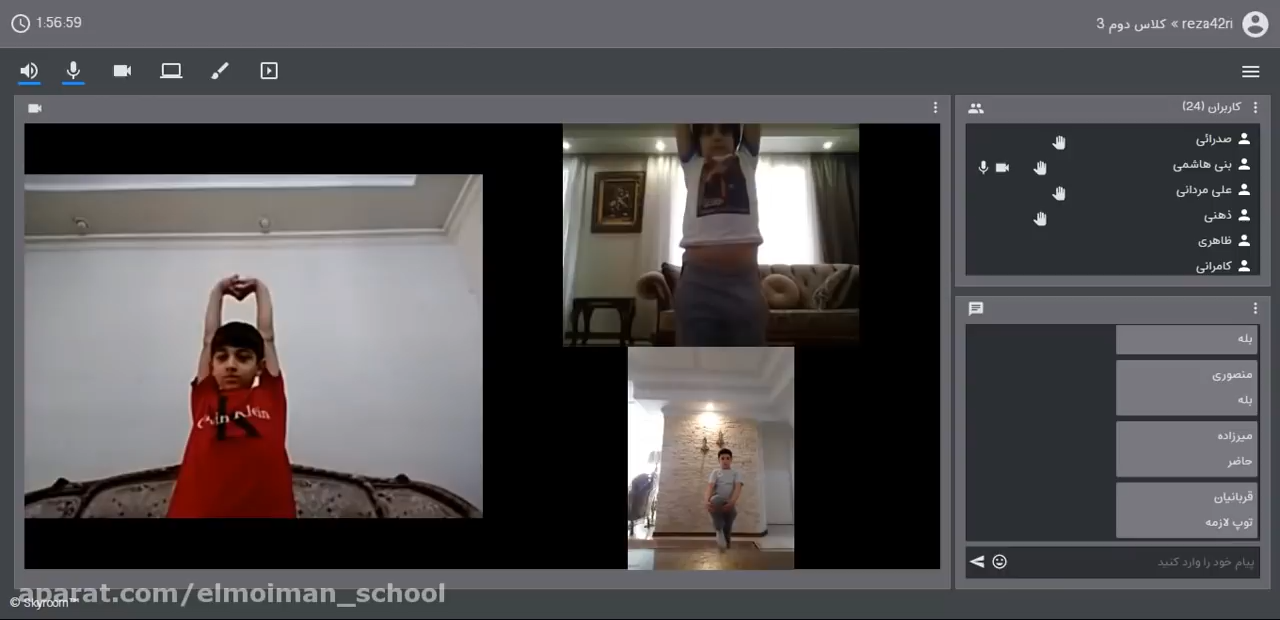 1:56:59
reza42ri » کلاس دوم 3
کاربران (24)
صدرائی
بنی هاشمی
علی مردانی
ذهنی
ظاهری
کامرانی
بله
منصوری
بله
میرزاده
حاضر
قربانیان
توپ لازمه
پیام خود را وارد کنید
Calvin Klein
aparat.com/elmoiman_school
© Skyroom™